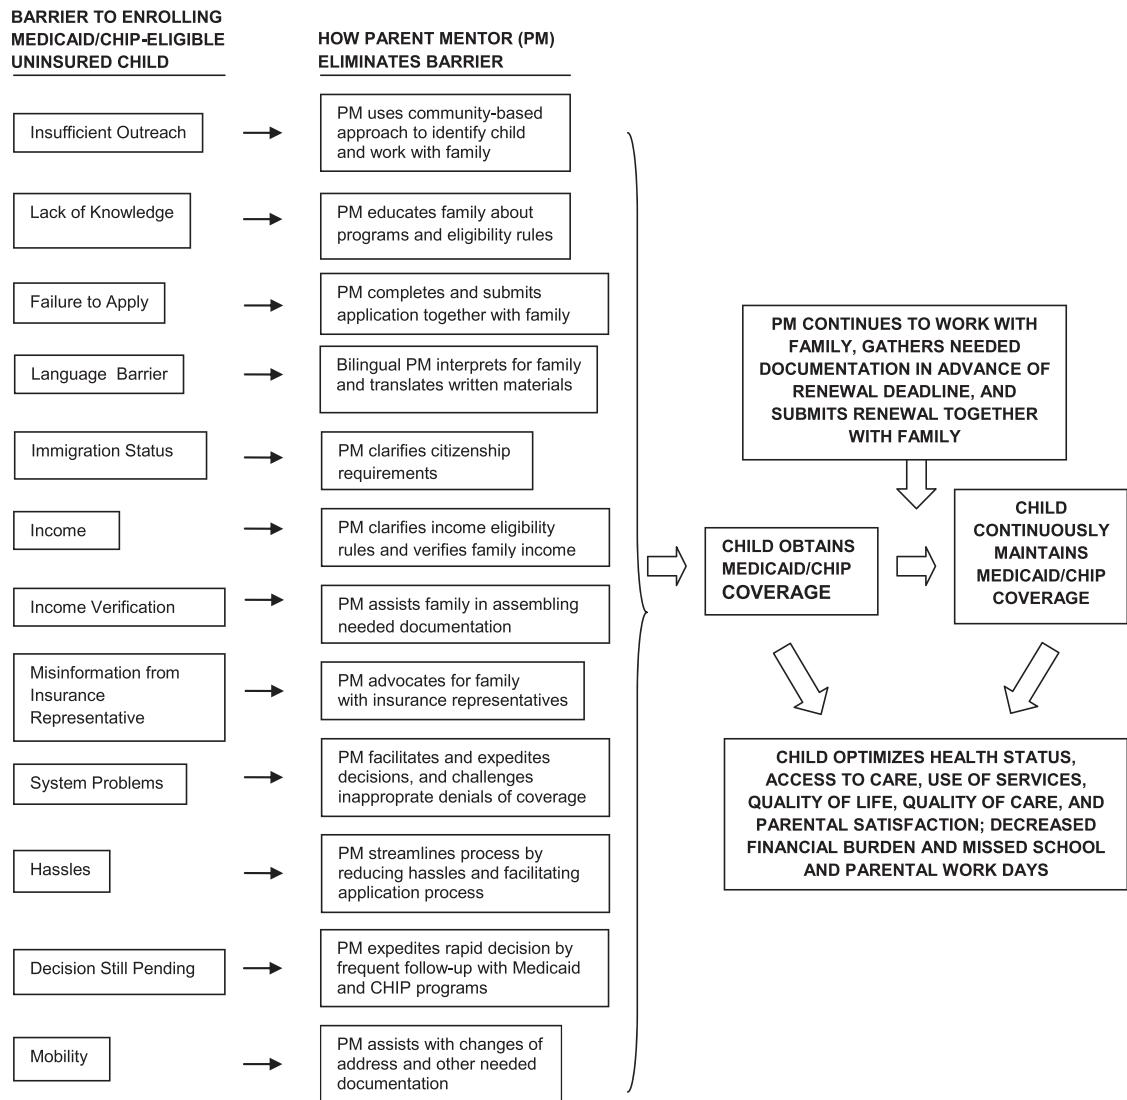 BARRIER TO ENROLLING
MEDICAID/CHIP-ELIGIBLE
UNINSURED CHILD
HOW PARENT MENTOR (PM)
ELIMINATES BARRIER
Insufficient Outreach
PM uses community-based
approach to identify child
and work with family
Lack of Knowledge
PM educates family about
programs and eligibility rules
Failure to Apply
PM completes and submits
application together with family
Language Barrier
Bilingual PM interprets for family
and translates written materials
Immigration Status
PM clarifies citizenship
requirements
Income
PM clarifies income eligibility
rules and verifies family income
Income Verification
PM assists family in assembling
needed documentation
Misinformation from
Insurance
Representative
PM advocates for family
with insurance representatives
System Problems
PM facilitates and expedites
decisions, and challenges
inapproprate denials of coverage
Hassles
PM streamlines process by
reducing hassles and facilitating
application process
Decision Still Pending
PM expedites rapid decision by
frequent follow-up with Medicaid
and CHIP programs
Mobility
PM assists with changes of
address and other needed
documentation
PM CONTINUES TO WORK WITH
FAMILY, GATHERS NEEDED
DOCUMENTATION IN ADVANCE OF
RENEWAL DEADLINE, AND
SUBMITS RENEWAL TOGETHER
WITH FAMILY
CHILD OBTAINS
MEDICAID/CHIP
COVERAGE
CHILD
CONTINUOUSLY
MAINTAINS
MEDICAID/CHIP
COVERAGE
CHILD OPTIMIZES HEALTH STATUS,
ACCESS TO CARE, USE OF SERVICES,
QUALITY OF LIFE, QUALITY OF CARE, AND
PARENTAL SATISFACTION; DECREASED
FINANCIAL BURDEN AND MISSED SCHOOL
AND PARENTAL WORK DAYS